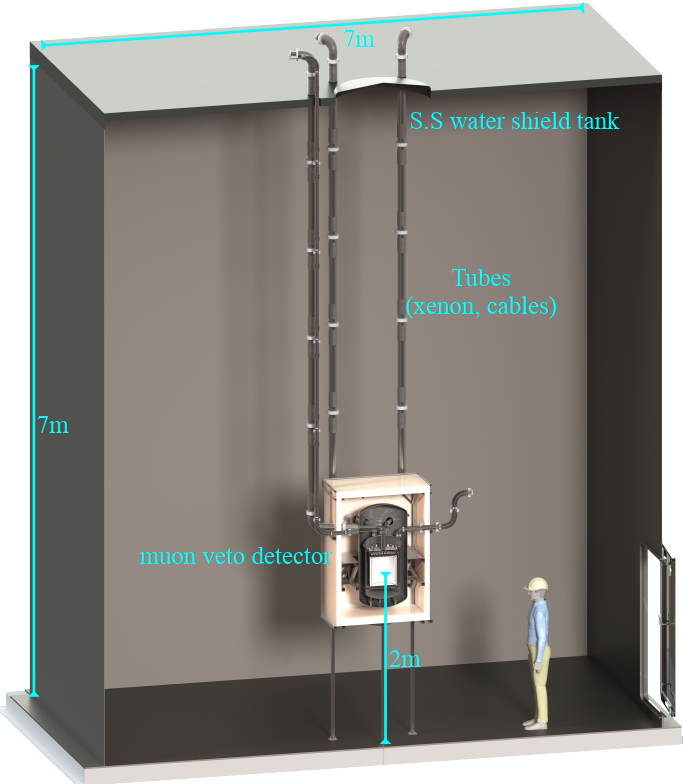 7m
S.S water shield tank
Tubes
(xenon, cables)
7m
muon veto detector
2m